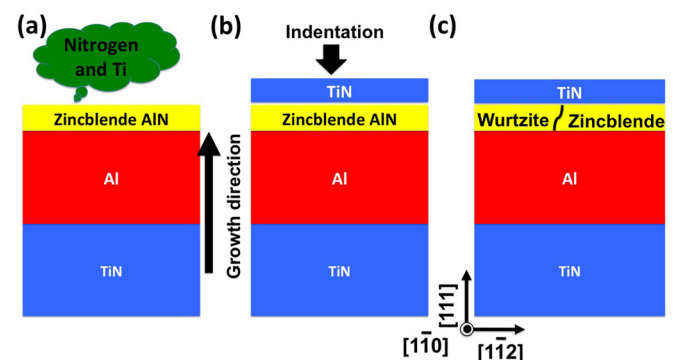 (a)
Nitrogen
and Ti
Zincblende AlN
Al
TiN
Growth direction
(b)
Indentation
TiN
Zincblende AlN
Al
TiN
(c)
TiN
Wurtzite Zincblende
Al
TiN
[111]
[11̅0] [11̅2]